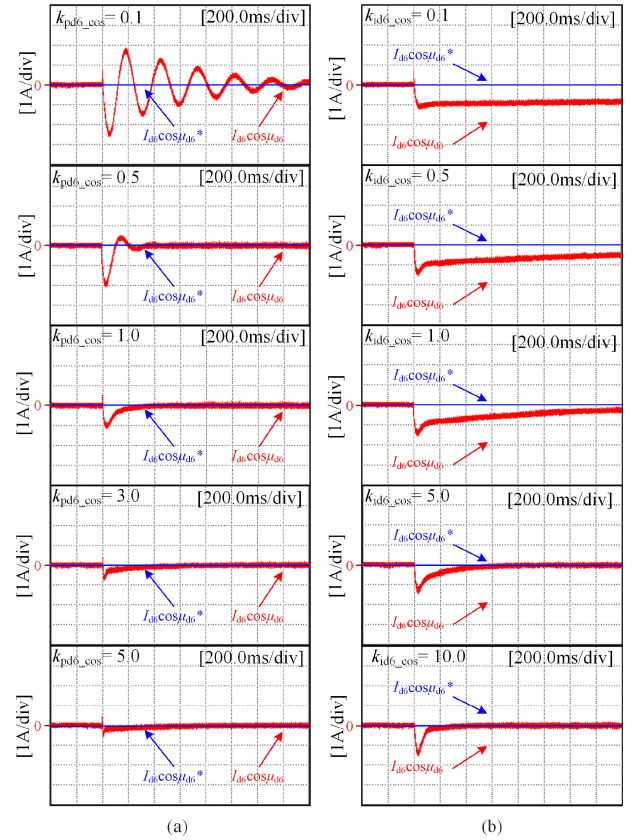 kpd6_cos= 0.1 [200.0ms/div]
[1A/div]
0
Id6cosμd6*
Id6cosμd6
kpd6_cos= 0.5 [200.0ms/div]
[1A/div]
0
Id6cosμd6*
Id6cosμd6
kpd6_cos= 1.0 [200.0ms/div]
[1A/div]
0
Id6cosμd6*
Id6cosμd6
kpd6_cos= 3.0 [200.0ms/div]
[1A/div]
0
Id6cosμd6*
Id6cosμd6
kpd6_cos= 5.0 [200.0ms/div]
[1A/div]
0
Id6cosμd6*
Id6cosμd6
(a)
kid6_cos= 0.1 [200.0ms/div]
Id6cosμd6*
[1A/div]
0
Id6cosμd6
kid6_cos= 0.5 [200.0ms/div]
Id6cosμd6*
[1A/div]
0
Id6cosμd6
kid6_cos= 1.0 [200.0ms/div]
Id6cosμd6*
[1A/div]
0
Id6cosμd6
kid6_cos= 5.0 [200.0ms/div]
Id6cosμd6*
[1A/div]
0
Id6cosμd6
kid6_cos= 10.0 [200.0ms/div]
Id6cosμd6*
[1A/div]
0
Id6cosμd6
(b)